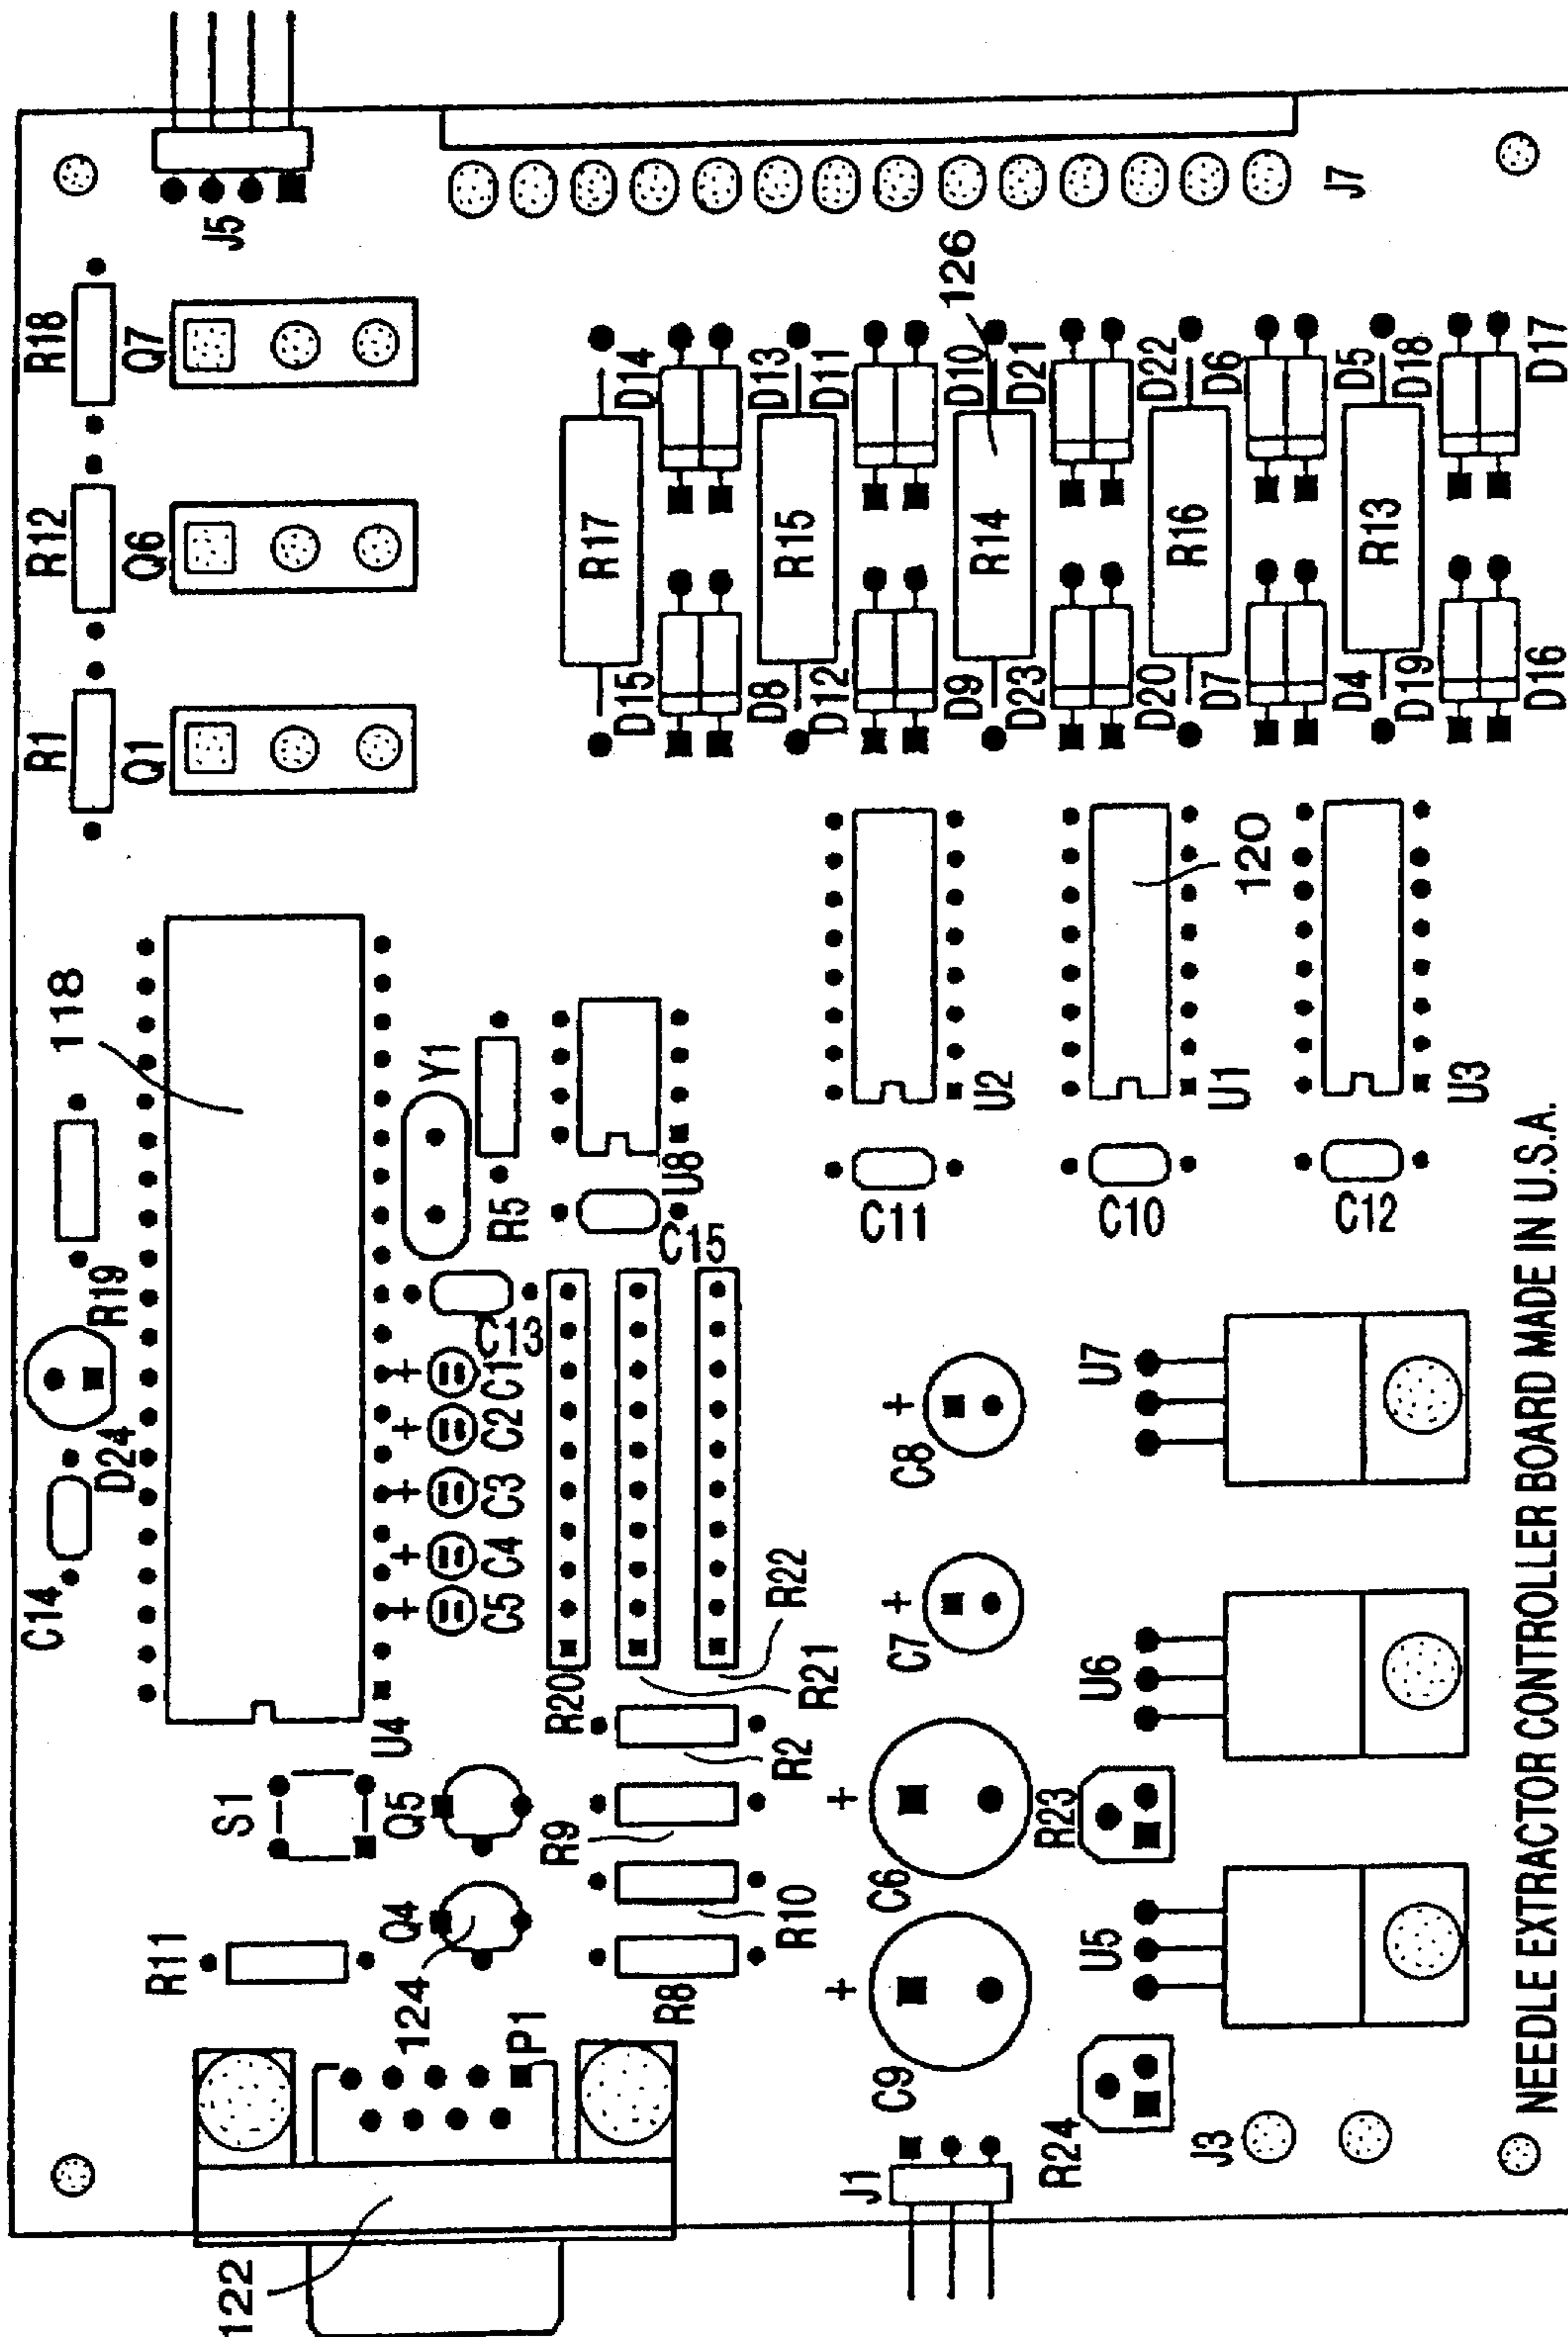 122
P1
124
R11
Q4
S1
Q5
U4
C14
D24
R19
118
R1
Q1
R12
Q6
R18
Q7
J5
C5
C4
C3
C2
C1
C13
Y1
R5
U8
C15
R20
R21
R22
R2
R9
R10
R8
J1
C9
C6
C7
C8
R24
R23
J3
U5
U6
U7
C11
U2
C10
U1
120
C12
U3
R17
D15
D14
D8
D13
R15
D12
D11
D9
D10
126
R14
D23
D21
D20
D22
R16
D7
D6
D4
D5
R13
D19
D18
D16
D17
J7
NEEDLE EXTRACTOR CONTROLLER BOARD MADE IN U.S.A.